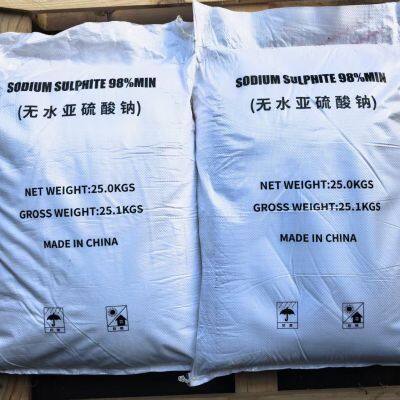 SODIUM SULPHITE 98%MIN
(无水亚硫酸钠)
NET WEIGHT:25.0KGS
GROSS WEIGHT:25.1KGS
MADE IN CHINA
SODIUM SULPHITE 98%MIN
(无水亚硫酸钠)
NET WEIGHT:25.0KGS
GROSS WEIGHT:25.1KGS
MADE IN CHINA